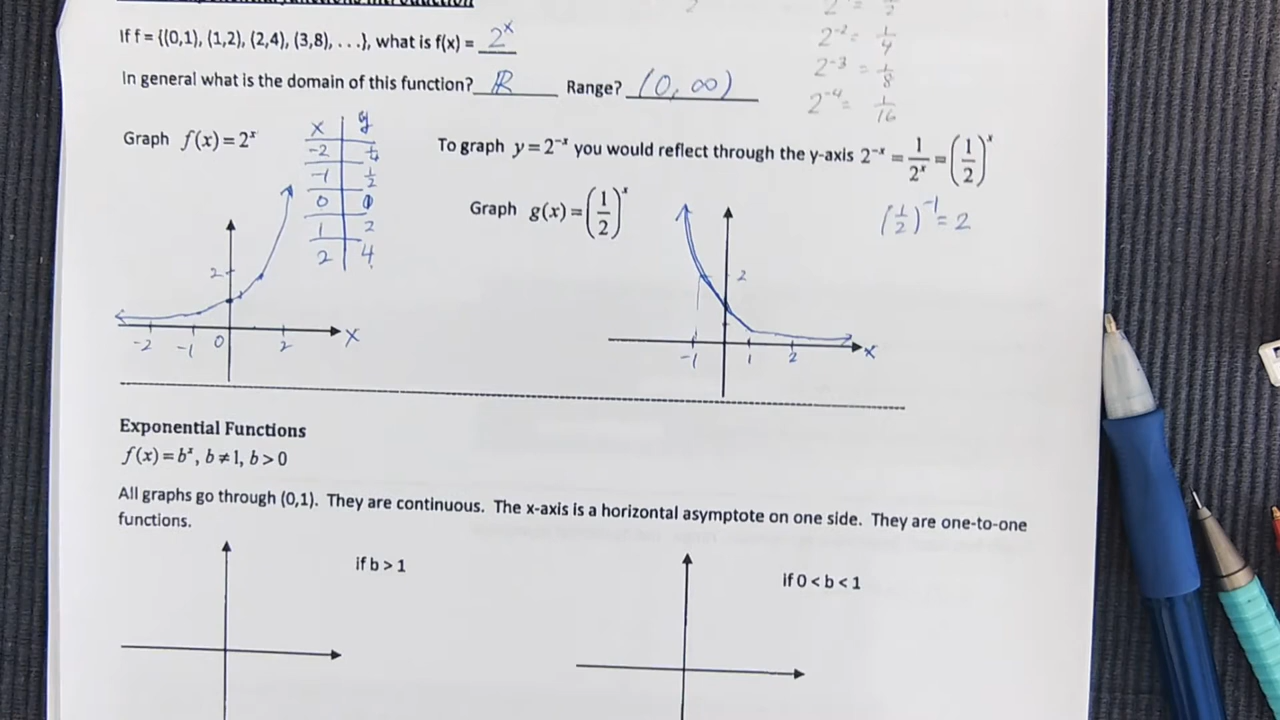 If f = {(0,1), (1,2), (2,4), (3,8), . . .}, what is f(x) = 2^x
2^-2 = 1/4
In general what is the domain of this function? ℝ Range? (0, ∞)
2^-3 = 1/8
2^-4 = 1/16
Graph f(x) = 2^x
x | y
-2 | 1/4
-1 | 1/2
0 |
1 | 2
2 | 4
2
-2 -1 0 2 X
To graph y = 2^-x you would reflect through the y-axis 2^-x = 1/2^x = (1/2)^x
Graph g(x) = (1/2)^x
(1/2)^-1 = 2
2
-1 1 2 X
Exponential Functions
f(x) = b^x, b ≠ 1, b > 0
All graphs go through (0,1). They are continuous. The x-axis is a horizontal asymptote on one side. They are one-to-one
functions.
if b > 1
if 0 < b < 1